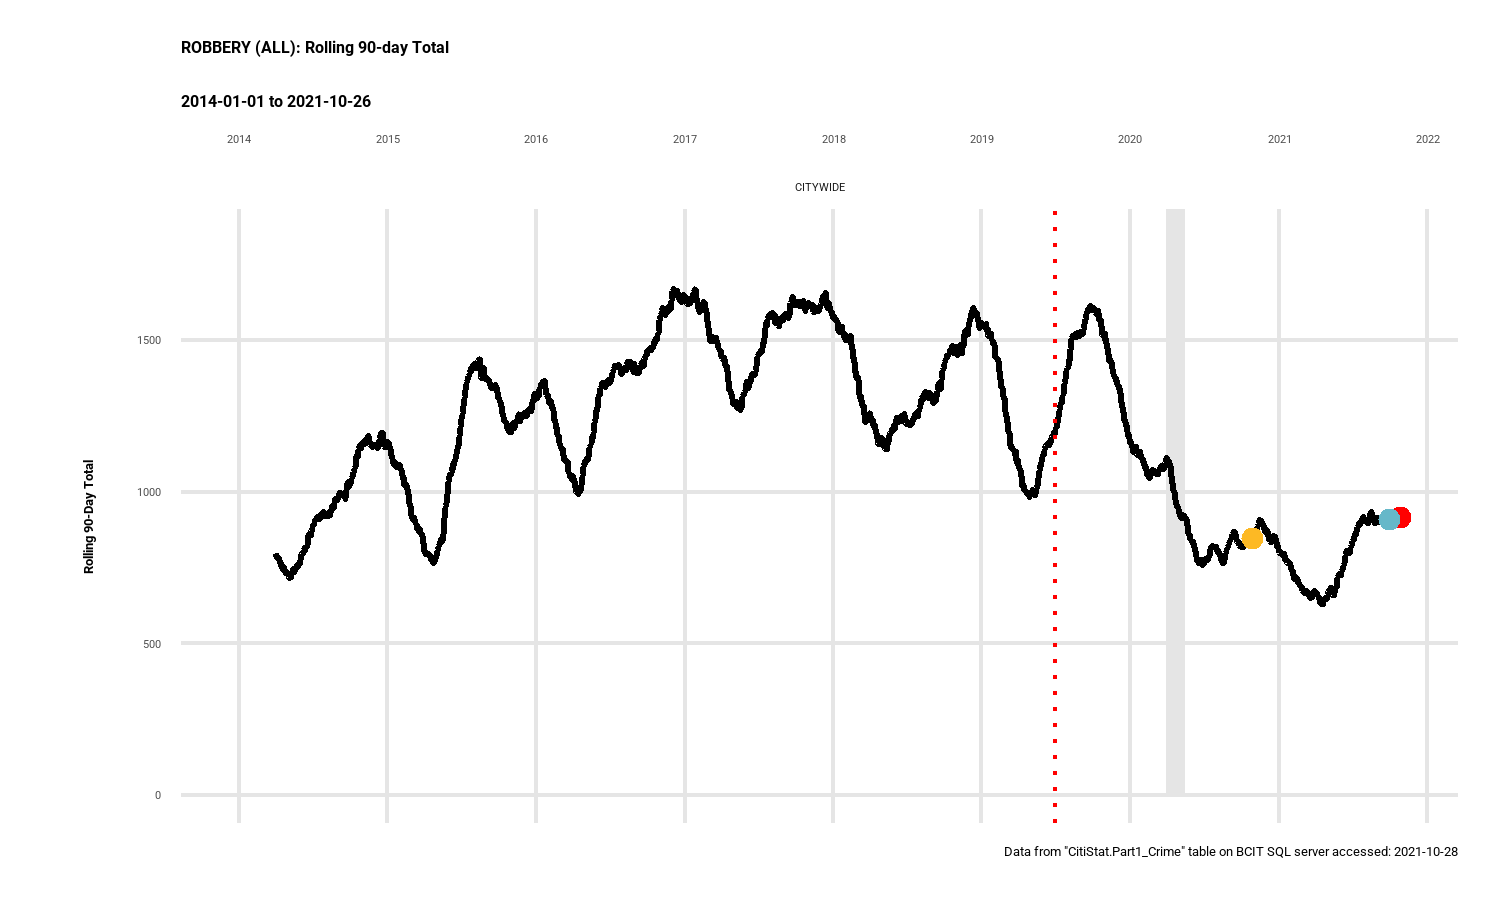 ROBBERY (ALL): Rolling 90-day Total
2014-01-01 to 2021-10-26
2014 2015 2016 2017 2018 2019 2020 2021 2022
CITYWIDE
1500
1000
500
0
Rolling 90-Day Total
Data from "CitiStat.Part1_Crime" table on BCIT SQL server accessed: 2021-10-28